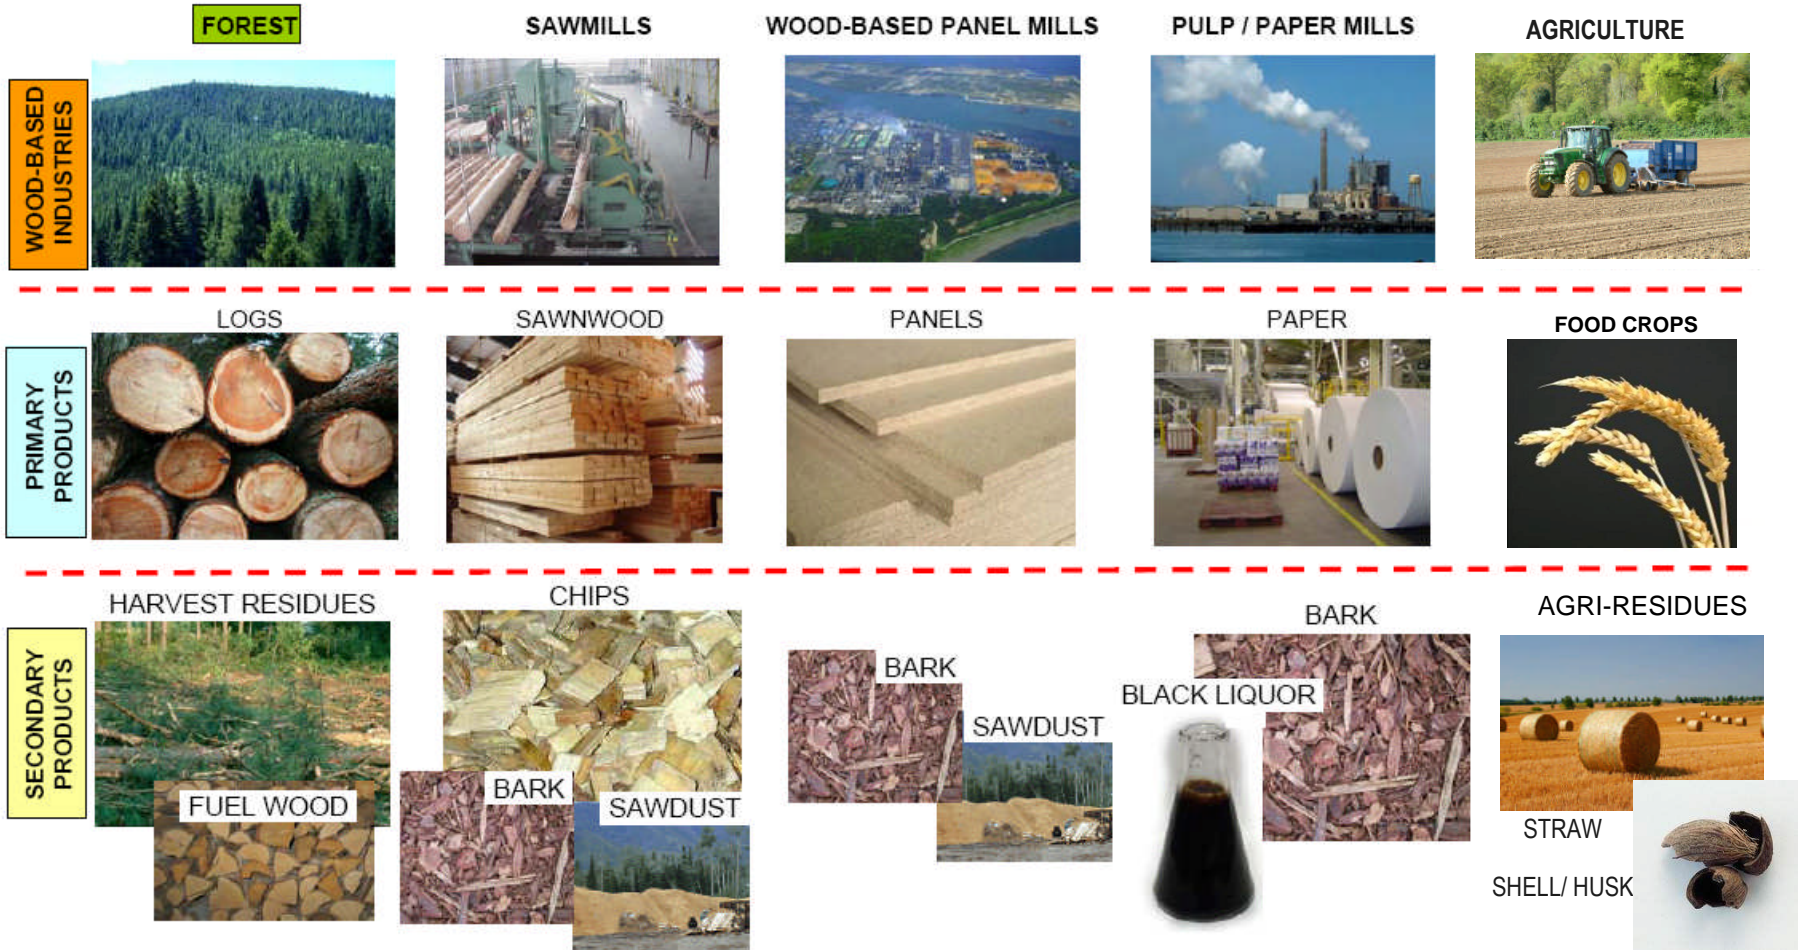 FOREST
SAWMILLS
WOOD-BASED PANEL MILLS
PULP / PAPER MILLS
AGRICULTURE
WOOD-BASED
INDUSTRIES
LOGS
SAWNWOOD
PANELS
PAPER
FOOD CROPS
PRIMARY
PRODUCTS
HARVEST RESIDUES
CHIPS
BARK
AGRI-RESIDUES
SECONDARY
PRODUCTS
BARK
BLACK LIQUOR
SAWDUST
FUEL WOOD
BARK
SAWDUST
STRAW
SHELL/ HUSK